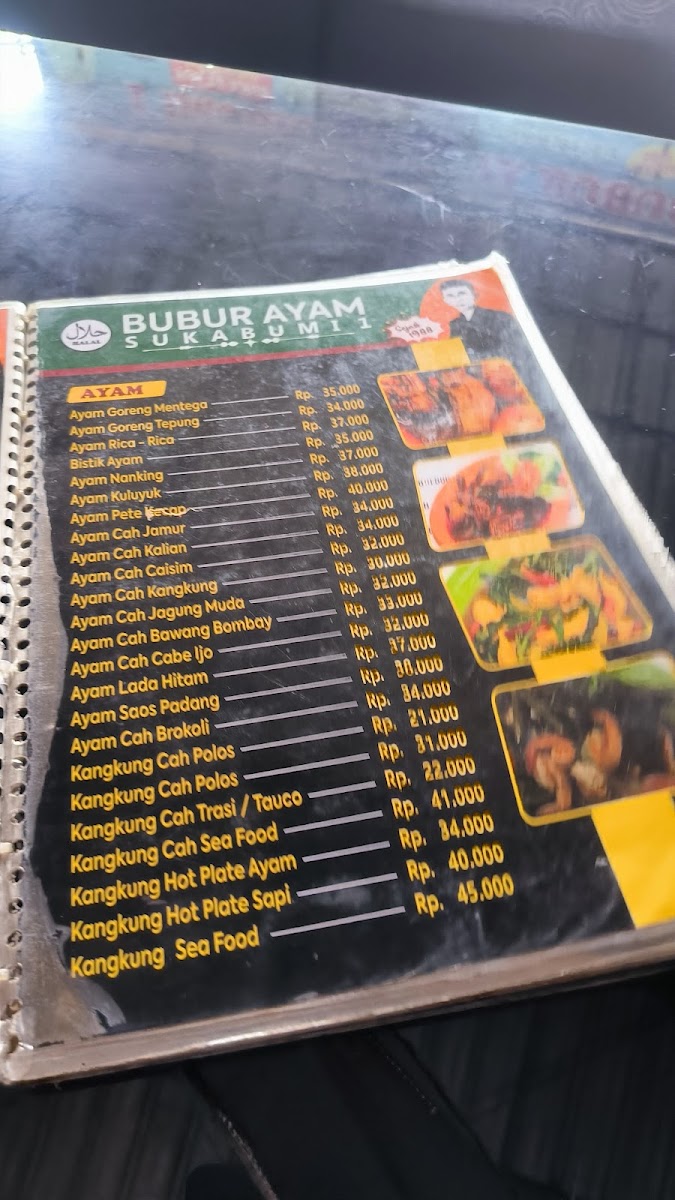 حلال
HALAL
BUBUR AYAM
SUKABUMI 1
Sejak 1988
AYAM
Ayam Goreng Mentega Rp. 35.000
Ayam Goreng Tepung Rp. 34.000
Ayam Rica - Rica Rp. 37.000
Bistik Ayam Rp. 35.000
Ayam Nanking Rp. 37.000
Ayam Kuluyuk Rp. 38.000
Ayam Pete Kecap Rp. 40.000
Ayam Cah Jamur Rp. 34.000
Ayam Cah Kalian Rp. 34.000
Ayam Cah Caisim Rp. 32.000
Ayam Cah Kangkung Rp. 30.000
Ayam Cah Jagung Muda Rp. 32.000
Ayam Cah Bawang Bombay Rp. 33.000
Ayam Cah Cabe Ijo Rp. 32.000
Ayam Lada Hitam Rp. 37.000
Ayam Saos Padang Rp. 38.000
Ayam Cah Brokoli Rp. 34.000
Kangkung Cah Polos Rp. 21.000
Kangkung Cah Polos Rp. 31.000
Kangkung Cah Trasi / Tauco Rp. 22.000
Kangkung Cah Sea Food Rp. 41.000
Kangkung Hot Plate Ayam Rp. 34.000
Kangkung Hot Plate Sapi Rp. 40.000
Kangkung Sea Food Rp. 45.000